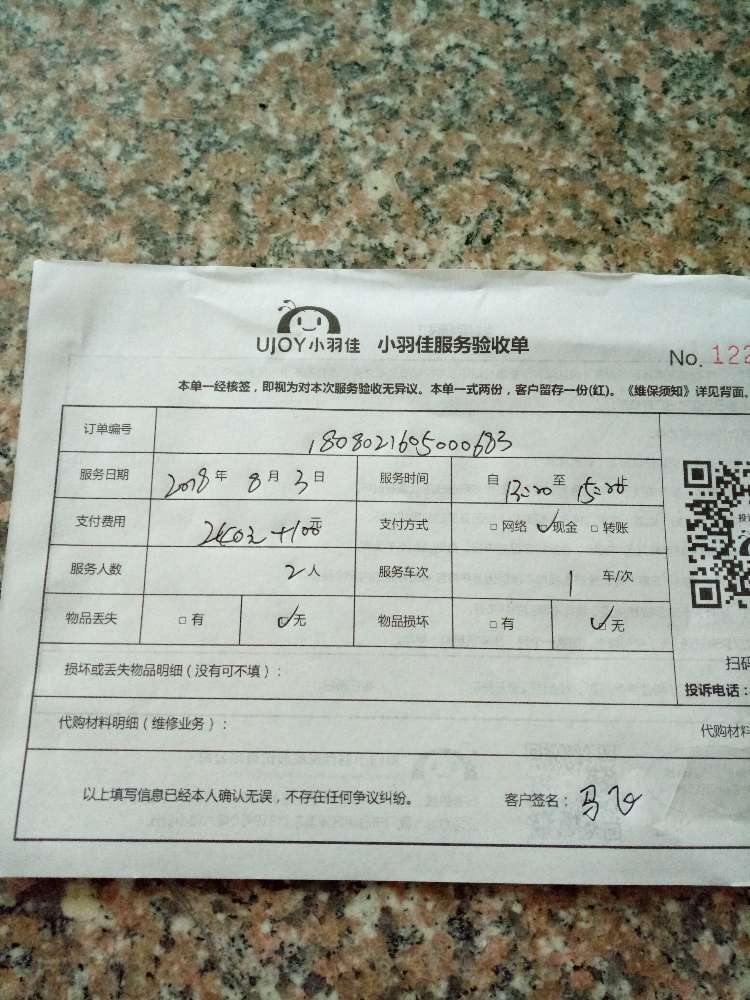 UJOY小羽佳 小羽佳服务验收单
No. 122
本单一经核签，即视为对本次服务验收无异议。本单一式两份，客户留存一份(红)。《维保须知》详见背面。
订单编号 1808021605000683
服务日期 2018年 8月 3日 服务时间 自 13:00 至
支付费用 元 支付方式 □网络 ☑现金 □转账
服务人数 2人 服务车次 1 车/次
物品丢失 □有 ☑无 物品损坏 □有 ☑无
扫码
损坏或丢失物品明细（没有可不填）：
投诉电话：
代购材料明细（维修业务）：
代购材料
以上填写信息已经本人确认无误，不存在任何争议纠纷。 客户签名：马飞